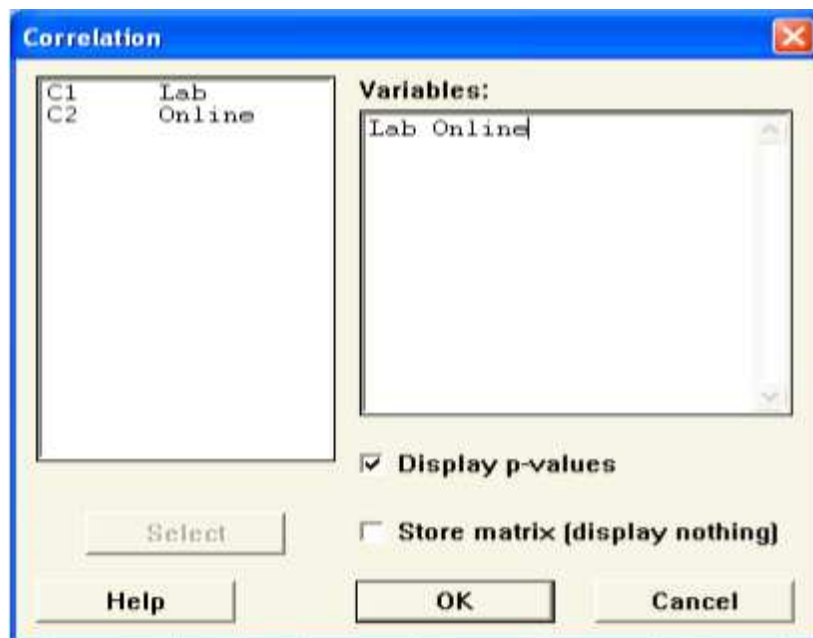 Correlation
C1 Lab
C2 Online
Variables:
Lab Online
Display p-values
Select
Store matrix (display nothing)
Help
OK
Cancel